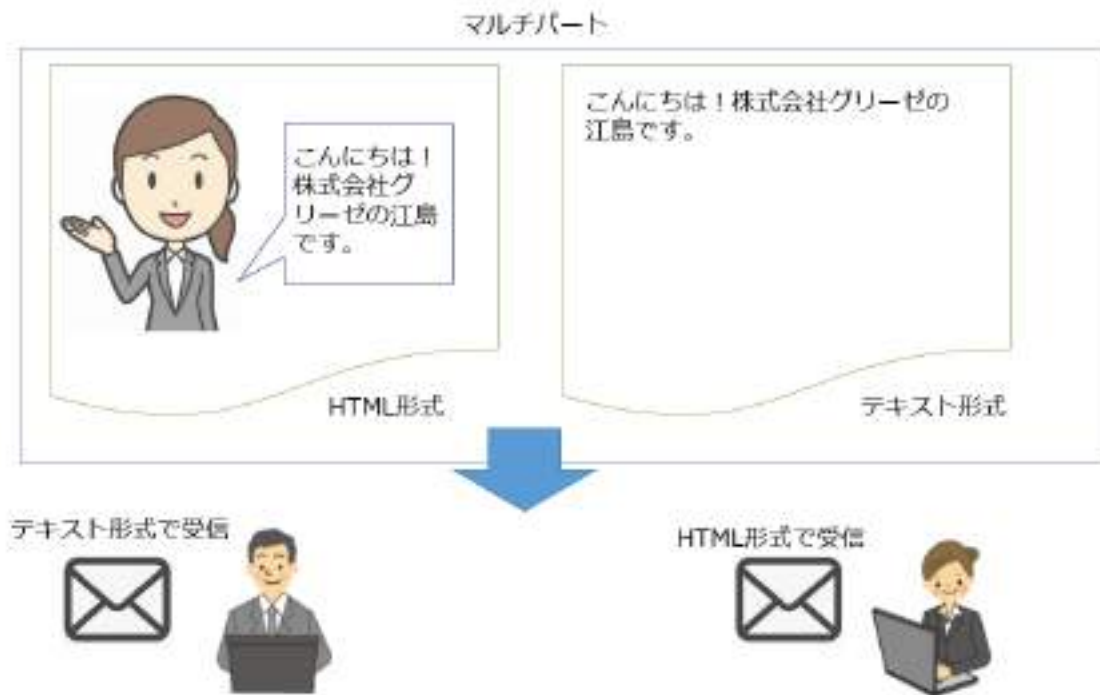 マルチパート
こんにちは！
株式会社グ
リーゼの江島
です。
HTML形式
こんにちは！株式会社グリーゼの
江島です。
テキスト形式
テキスト形式で受信
HTML形式で受信